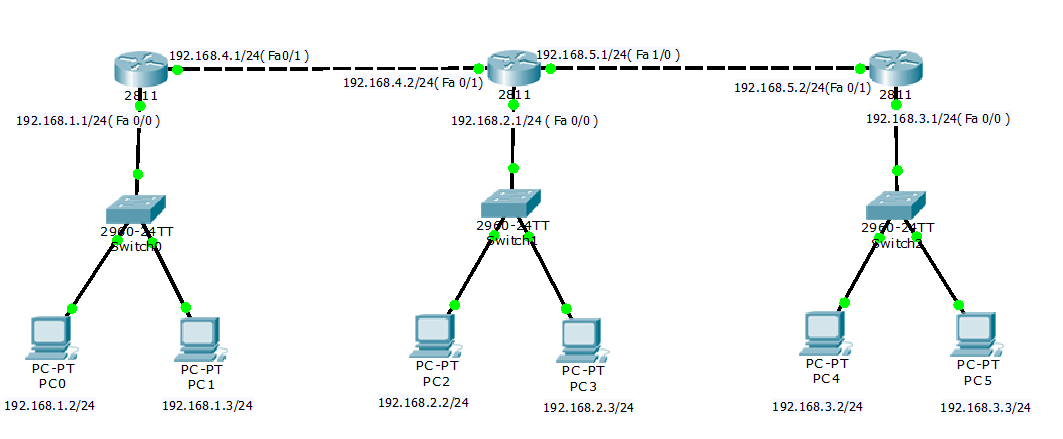 192.168.4.1/24( Fa0/1 )
192.168.5.1/24( Fa 1/0 )
192.168.4.2/24( Fa 0/1)
192.168.5.2/24(Fa 0/1)
2811
2811
2811
192.168.1.1/24( Fa 0/0 )
192.168.2.1/24 ( Fa 0/0 )
192.168.3.1/24( Fa 0/0 )
2960-24TT
Switch0
2960-24TT
Switch1
2960-24TT
Switch2
PC-PT
PC0
PC-PT
PC1
PC-PT
PC2
PC-PT
PC3
PC-PT
PC4
PC-PT
PC5
192.168.1.2/24
192.168.1.3/24
192.168.2.2/24
192.168.2.3/24
192.168.3.2/24
192.168.3.3/24